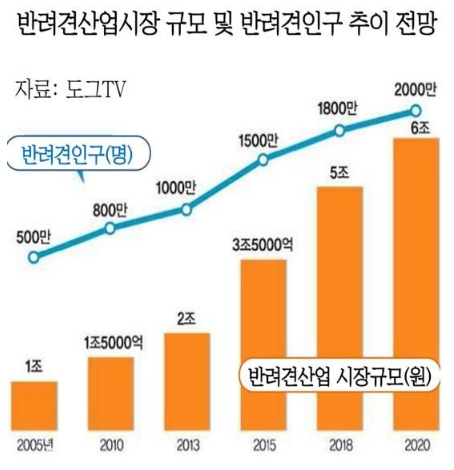 반려견산업시장 규모 및 반려견인구 추이 전망
자료: 도그TV
반려견인구(명)
500만
800만
1000만
1500만
1800만
2000만
1조
1조5000억
2조
3조5000억
5조
6조
반려견산업 시장규모(원)
2005년 2010 2013 2015 2018 2020